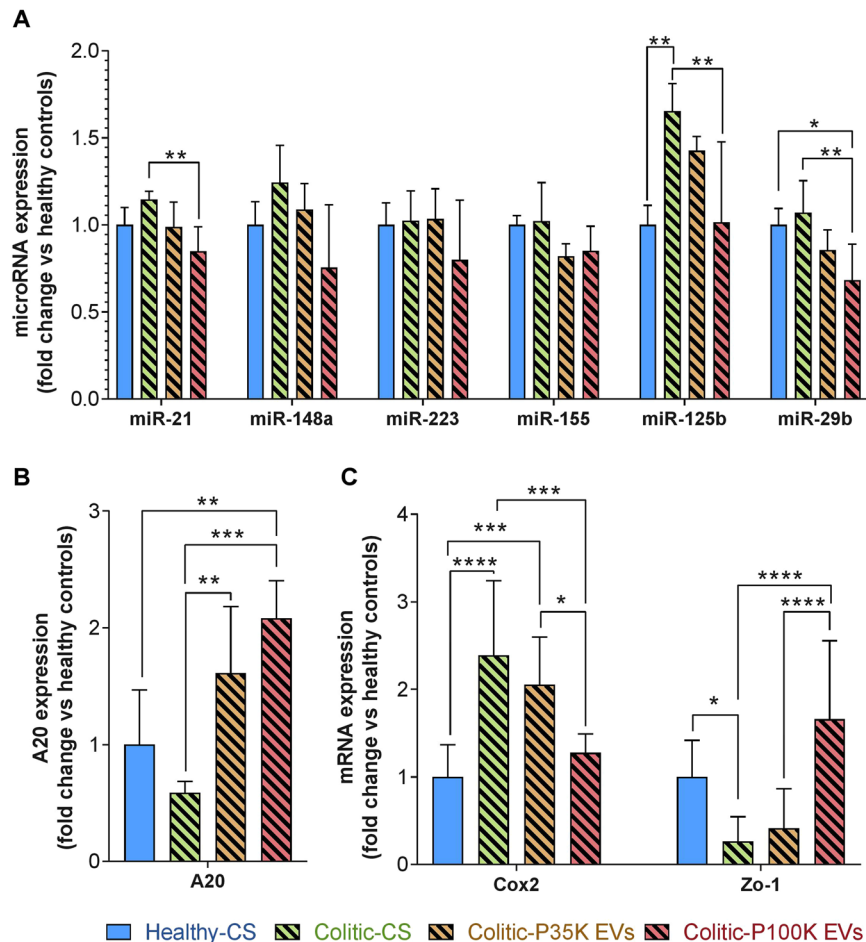 A
microRNA expression
(fold change vs healthy controls)
2.0
1.5
1.0
0.5
0.0
**
**
**
*
**
miR-21 miR-148a miR-223 miR-155 miR-125b miR-29b
B
A20 expression
(fold change vs healthy controls)
3
2
1
0
**
***
**
A20
C
mRNA expression
(fold change vs healthy controls)
4
3
2
1
0
***
***
****
*
****
****
*
Cox2 Zo-1
Healthy-CS Colitic-CS Colitic-P35K EVs Colitic-P100K EVs